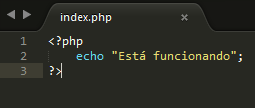 index.php
1 <?php
2 echo "Está funcionando";
3 ?>